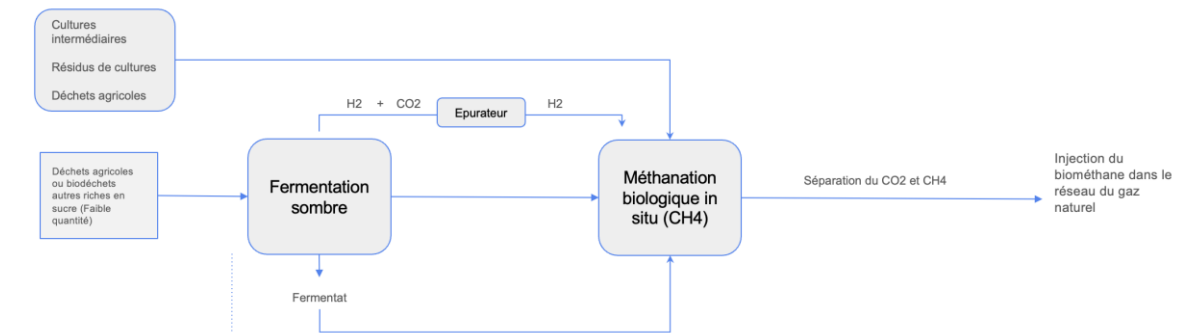 Cultures
intermédiaires
Résidus de cultures
Déchets agricoles
H2 + CO2
Epurateur
H2
Déchets agricoles
ou biodéchets
autres riches en
sucre (Faible
quantité)
Fermentation
sombre
Méthanation
biologique in
situ (CH4)
Séparation du CO2 et CH4
Injection du
biométhane dans le
réseau du gaz
naturel
Fermentat